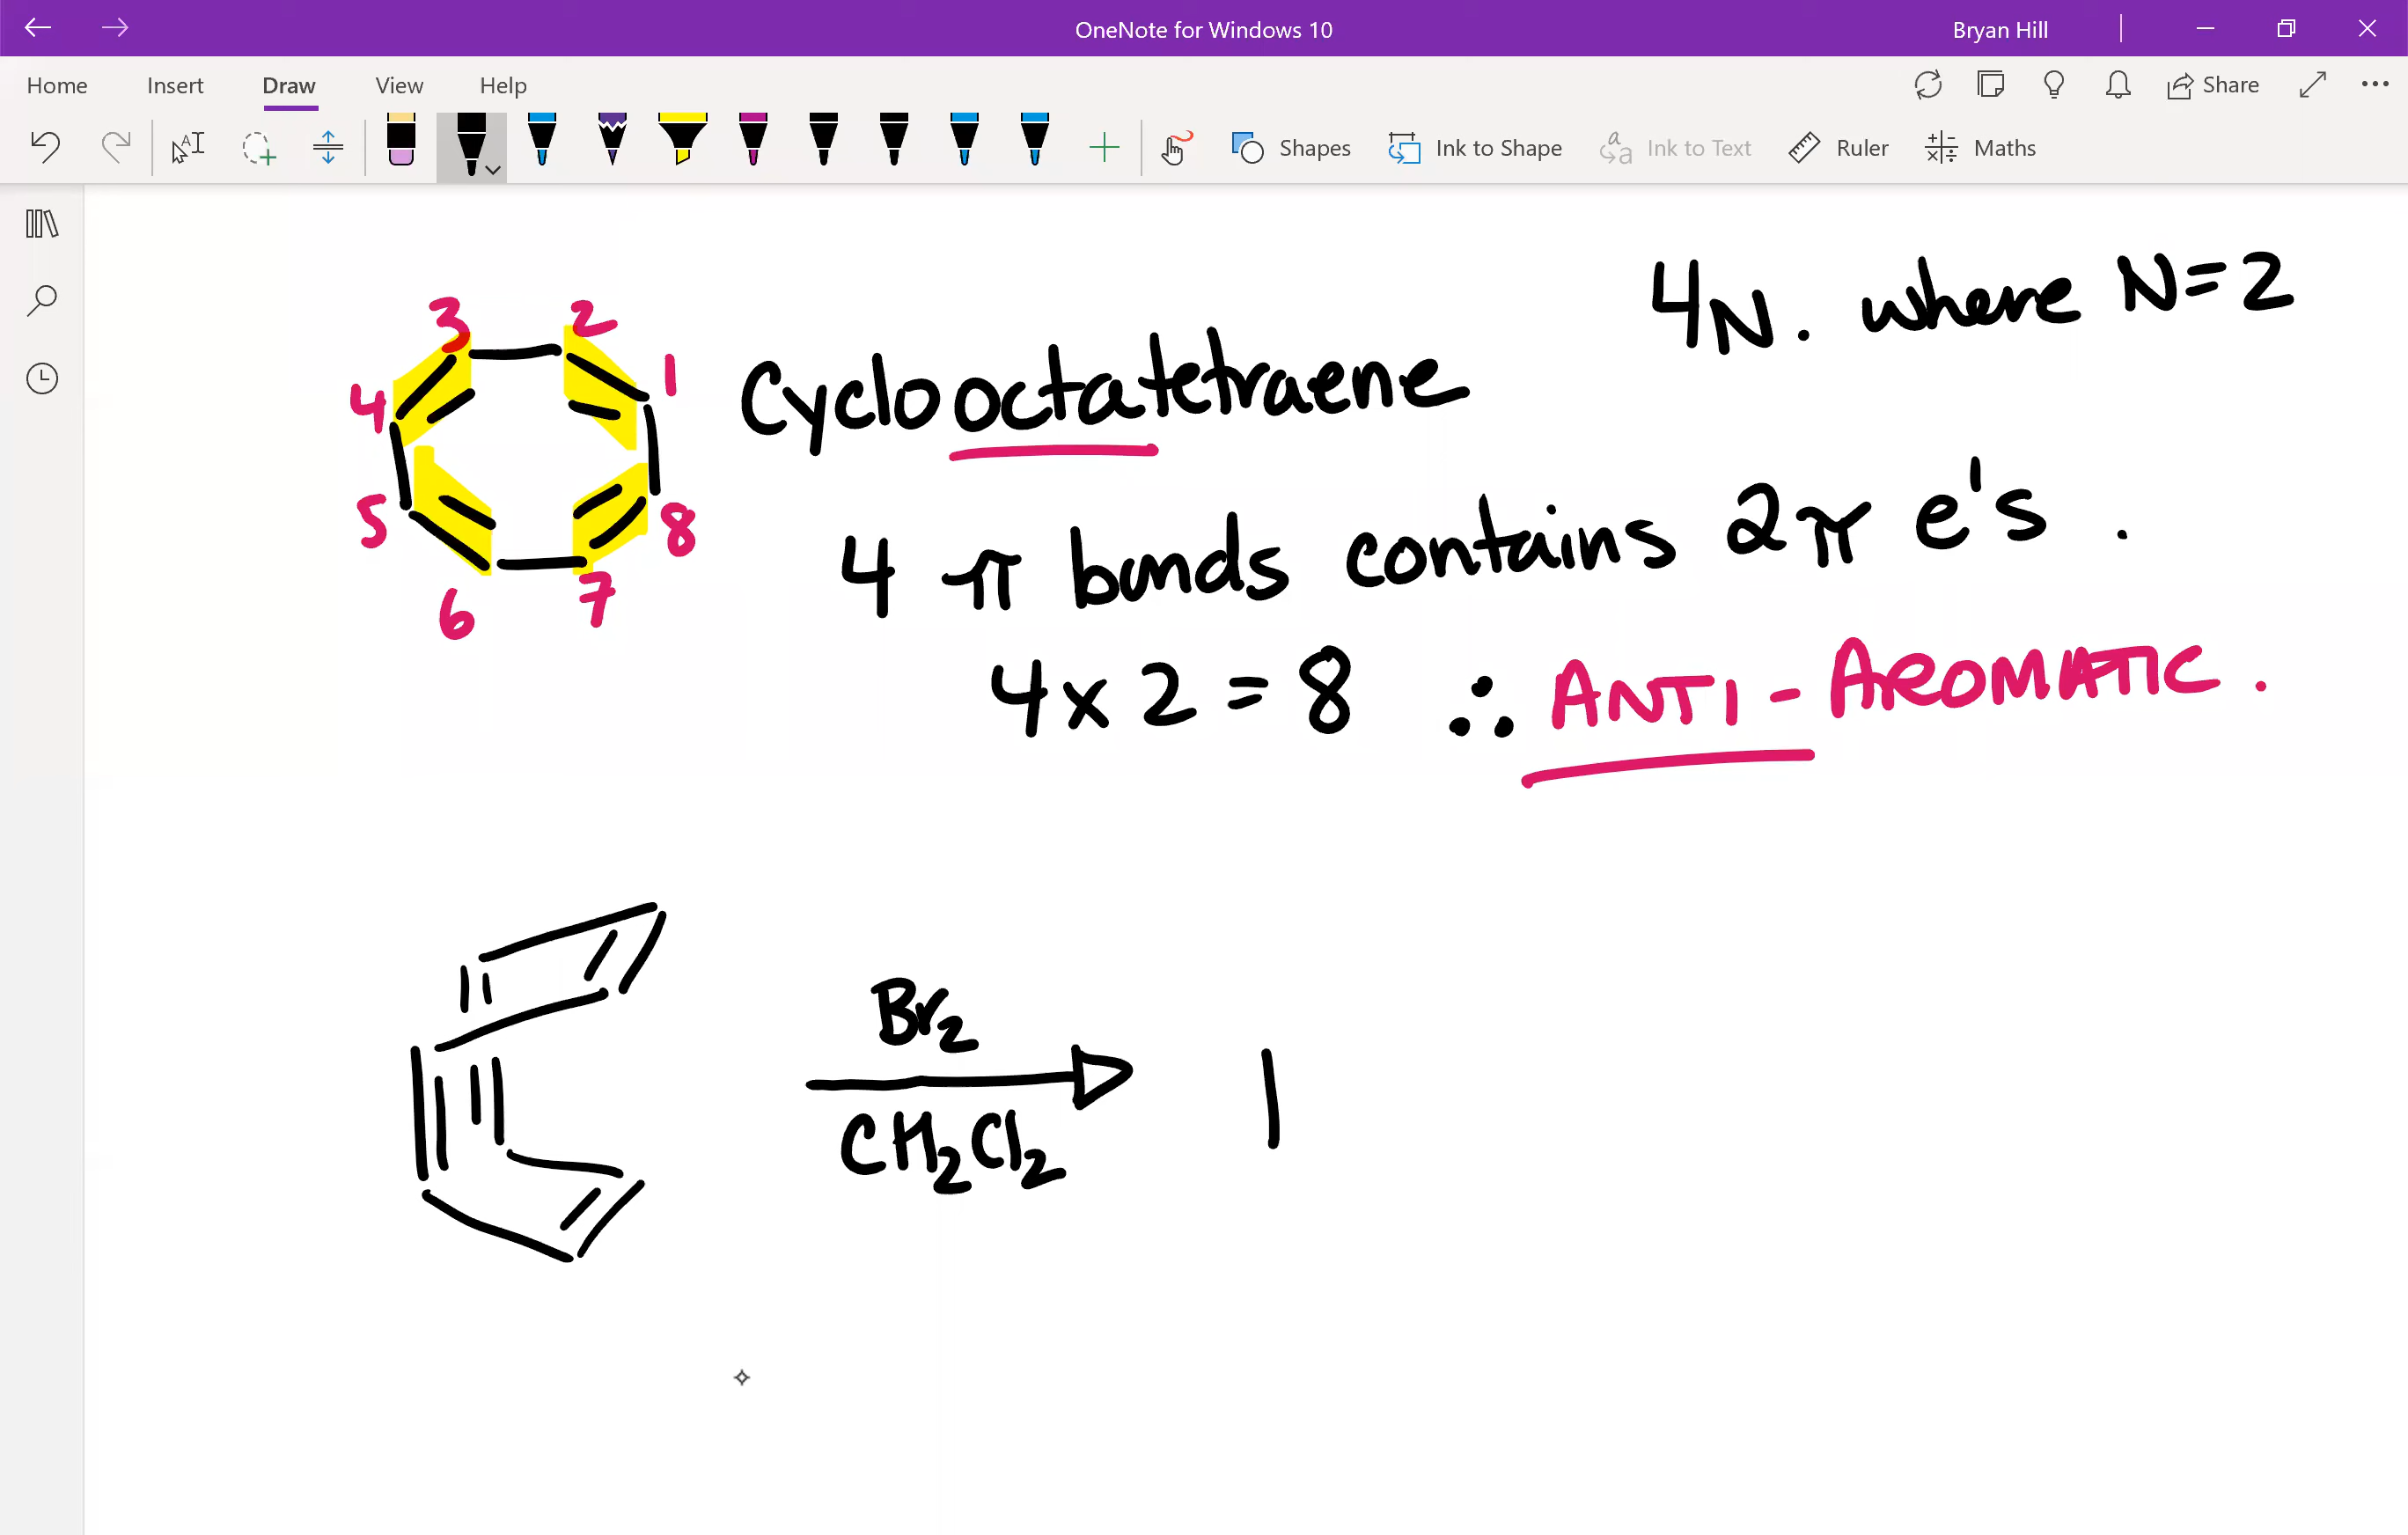 OneNote for Windows 10
Bryan Hill
Home Insert Draw View Help
Share
Shapes Ink to Shape Ink to Text Ruler Maths
4N. where N=2
3 2
4 1
Cyclooctatetraene
5 8
6 7
4 π bonds contains 2π e's .
4 x 2 = 8 ∴ ANTI - AROMATIC .
Br2
CH2Cl2